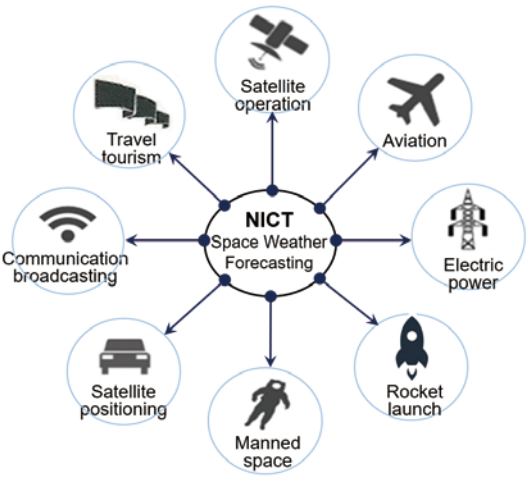 Satellite
operation
Aviation
Electric
power
Rocket
launch
Manned
space
Satellite
positioning
Communication
broadcasting
Travel
tourism
NICT
Space Weather
Forecasting